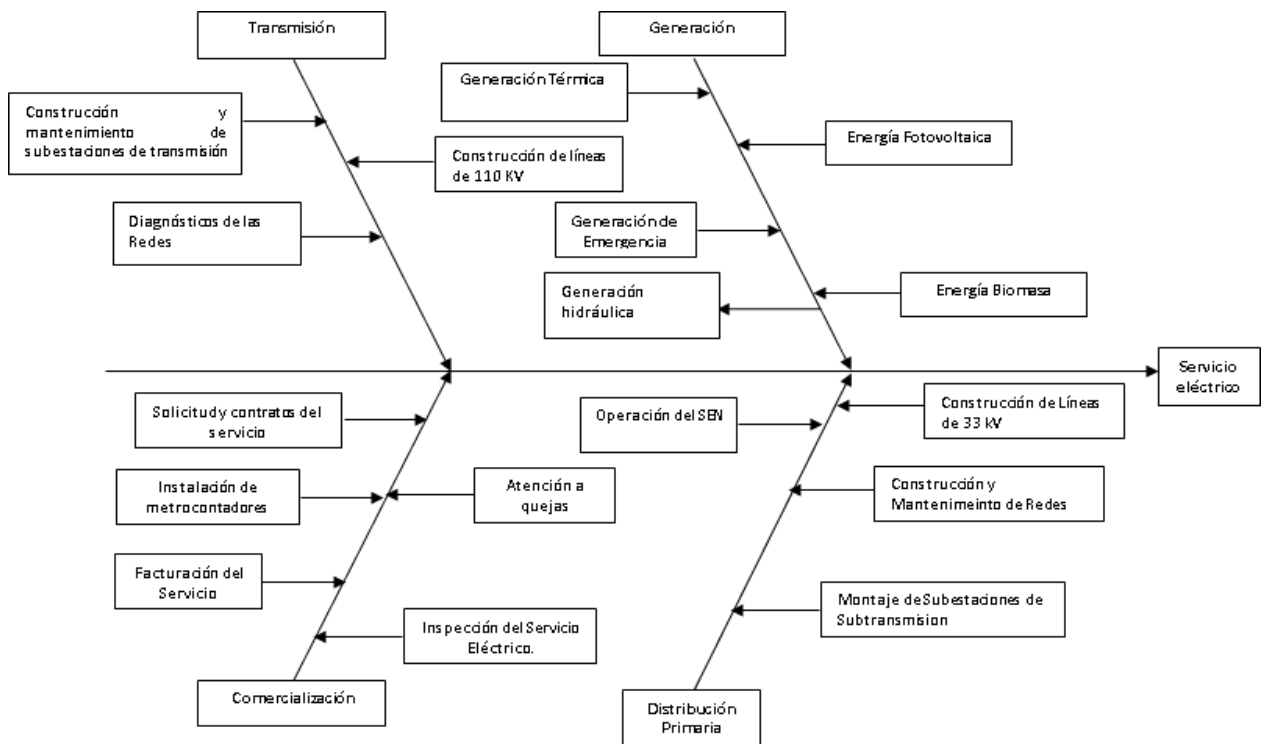 Transmisión
Generación
Generación Térmica
Construcción y
mantenimiento de
subestaciones de transmisión
Energía Fotovoltaica
Construcción de líneas
de 110 KV
Diagnósticos de las
Redes
Generación de
Emergencia
Generación
hidráulica
Energía Biomasa
Servicio
eléctrico
Solicitud y contratos del
servicio
Operación del SEN
Construcción de Líneas
de 33 kV
Instalación de
metrocontadores
Atención a
quejas
Construcción y
Mantenimeinto de Redes
Facturación del
Servicio
Montaje de Subestaciones de
Subtransmision
Inspección del Servicio
Eléctrico.
Comercialización
Distribución
Primaria